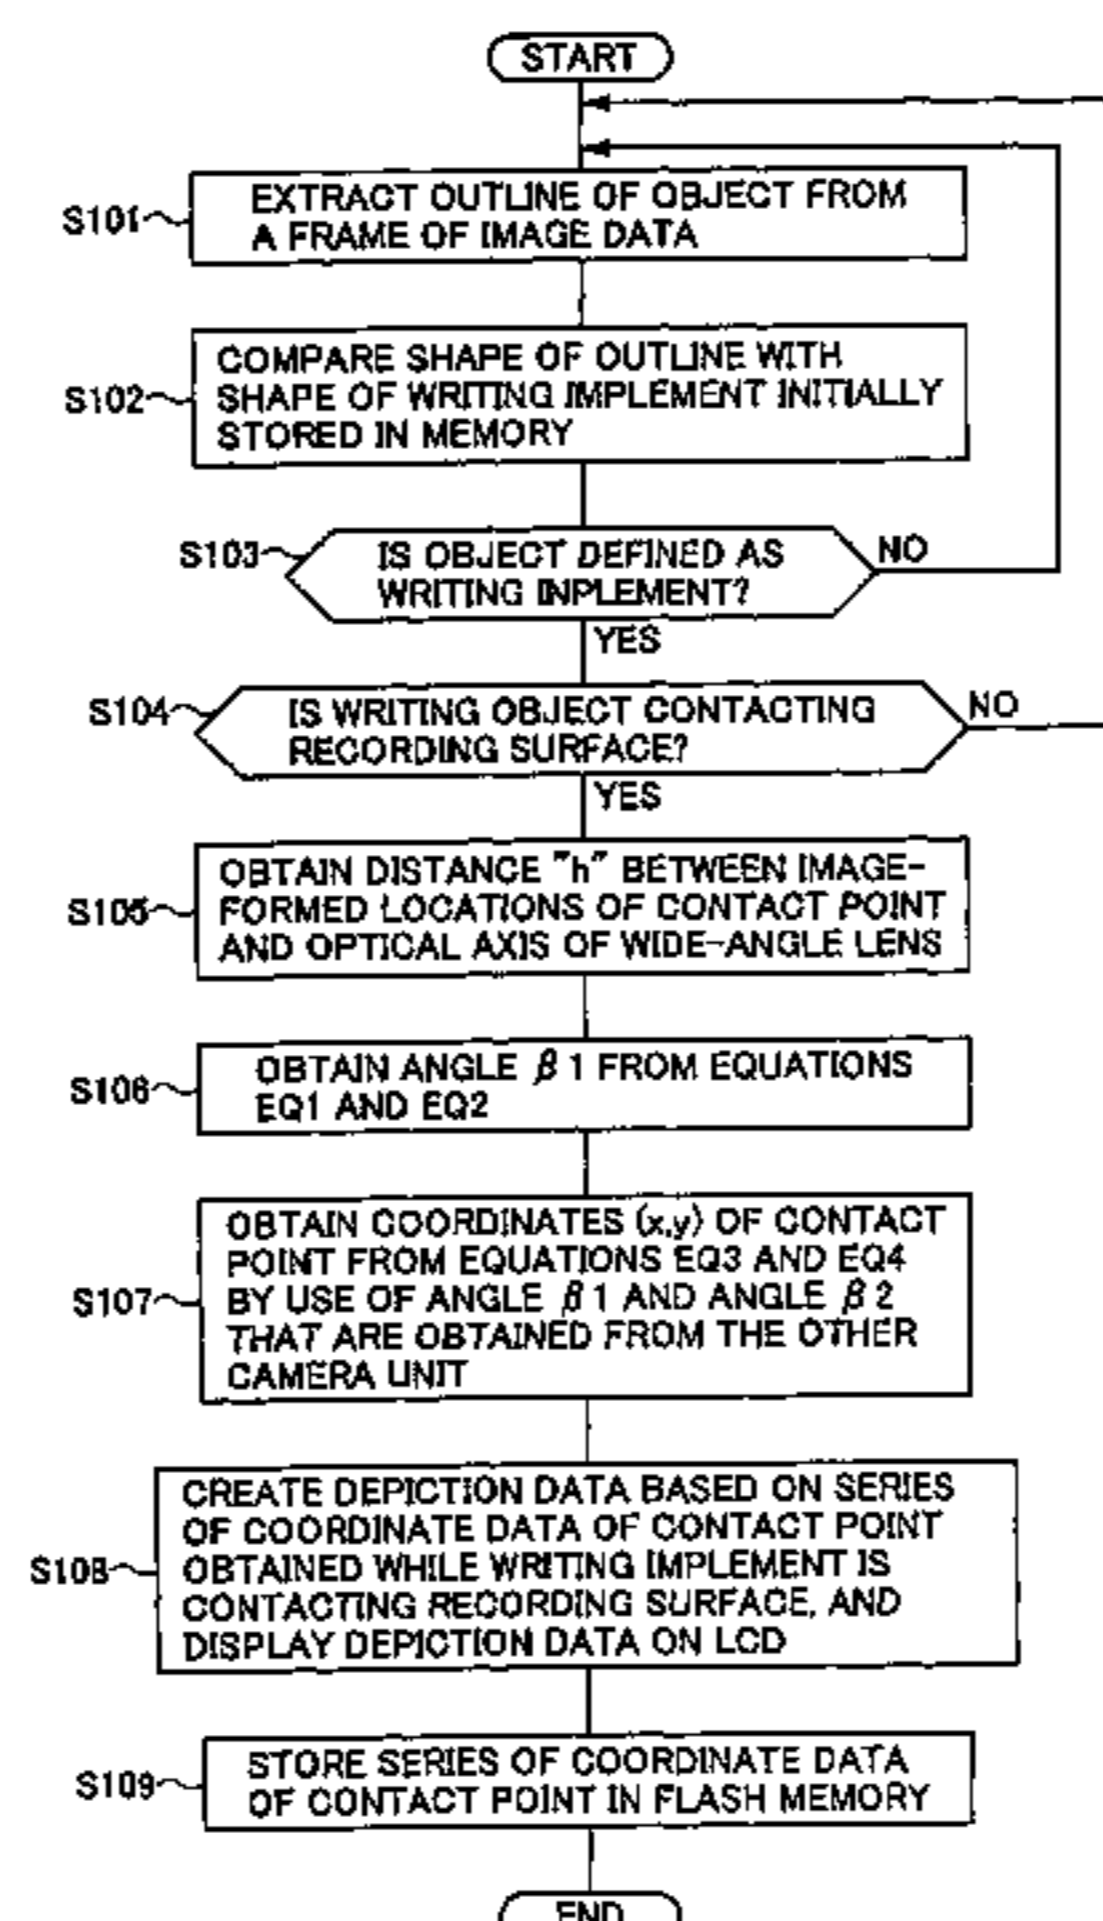 START
S101
EXTRACT OUTLINE OF OBJECT FROM
A FRAME OF IMAGE DATA
S102
COMPARE SHAPE OF OUTLINE WITH
SHAPE OF WRITING IMPLEMENT INITIALLY
STORED IN MEMORY
S103
IS OBJECT DEFINED AS
WRITING INPLEMENT?
NO
YES
S104
IS WRITING OBJECT CONTACTING
RECORDING SURFACE?
NO
YES
S105
OBTAIN DISTANCE "h" BETWEEN IMAGE-
FORMED LOCATIONS OF CONTACT POINT
AND OPTICAL AXIS OF WIDE-ANGLE LENS
S106
OBTAIN ANGLE β1 FROM EQUATIONS
EQ1 AND EQ2
S107
OBTAIN COORDINATES (x,y) OF CONTACT
POINT FROM EQUATIONS EQ3 AND EQ4
BY USE OF ANGLE β1 AND ANGLE β2
THAT ARE OBTAINED FROM THE OTHER
CAMERA UNIT
S108
CREATE DEPICTION DATA BASED ON SERIES
OF COORDINATE DATA OF CONTACT POINT
OBTAINED WHILE WRITING IMPLEMENT IS
CONTACTING RECORDING SURFACE, AND
DISPLAY DEPICTION DATA ON LCD
S109
STORE SERIES OF COORDINATE DATA
OF CONTACT POINT IN FLASH MEMORY
END